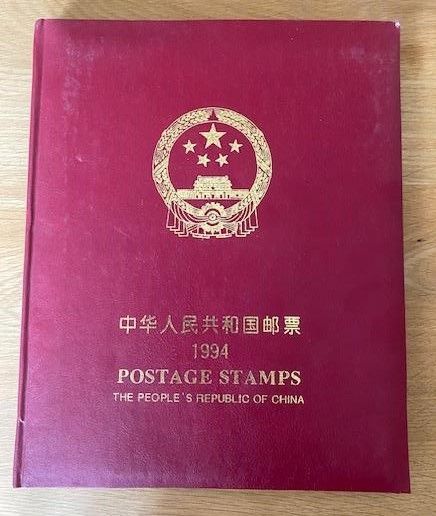 中华人民共和国邮票
1994
POSTAGE STAMPS
THE PEOPLE'S REPUBLIC OF CHINA